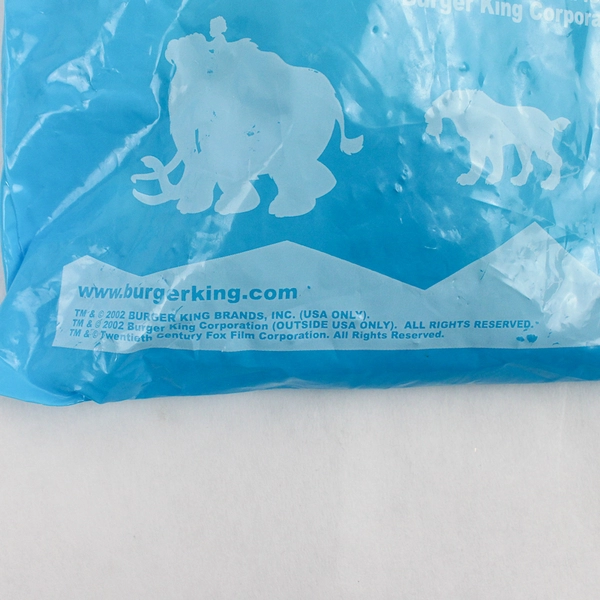 Burger King Corpora
www.burgerking.com
TM & © 2002 BURGER KING BRANDS, INC. (USA ONLY).
TM & © 2002 Burger King Corporation (OUTSIDE USA ONLY). ALL RIGHTS RESERVED.
TM & © Twentieth Century Fox Film Corporation. All Rights Reserved.